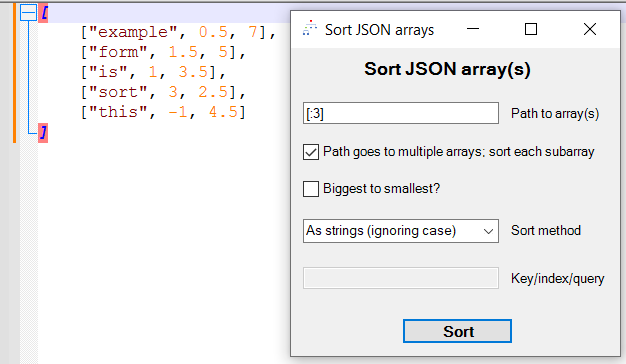 [
["example", 0.5, 7],
["form", 1.5, 5],
["is", 1, 3.5],
["sort", 3, 2.5],
["this", -1, 4.5]
]
Sort JSON arrays
Sort JSON array(s)
[:3] Path to array(s)
Path goes to multiple arrays; sort each subarray
Biggest to smallest?
As strings (ignoring case) Sort method
Key/index/query
Sort